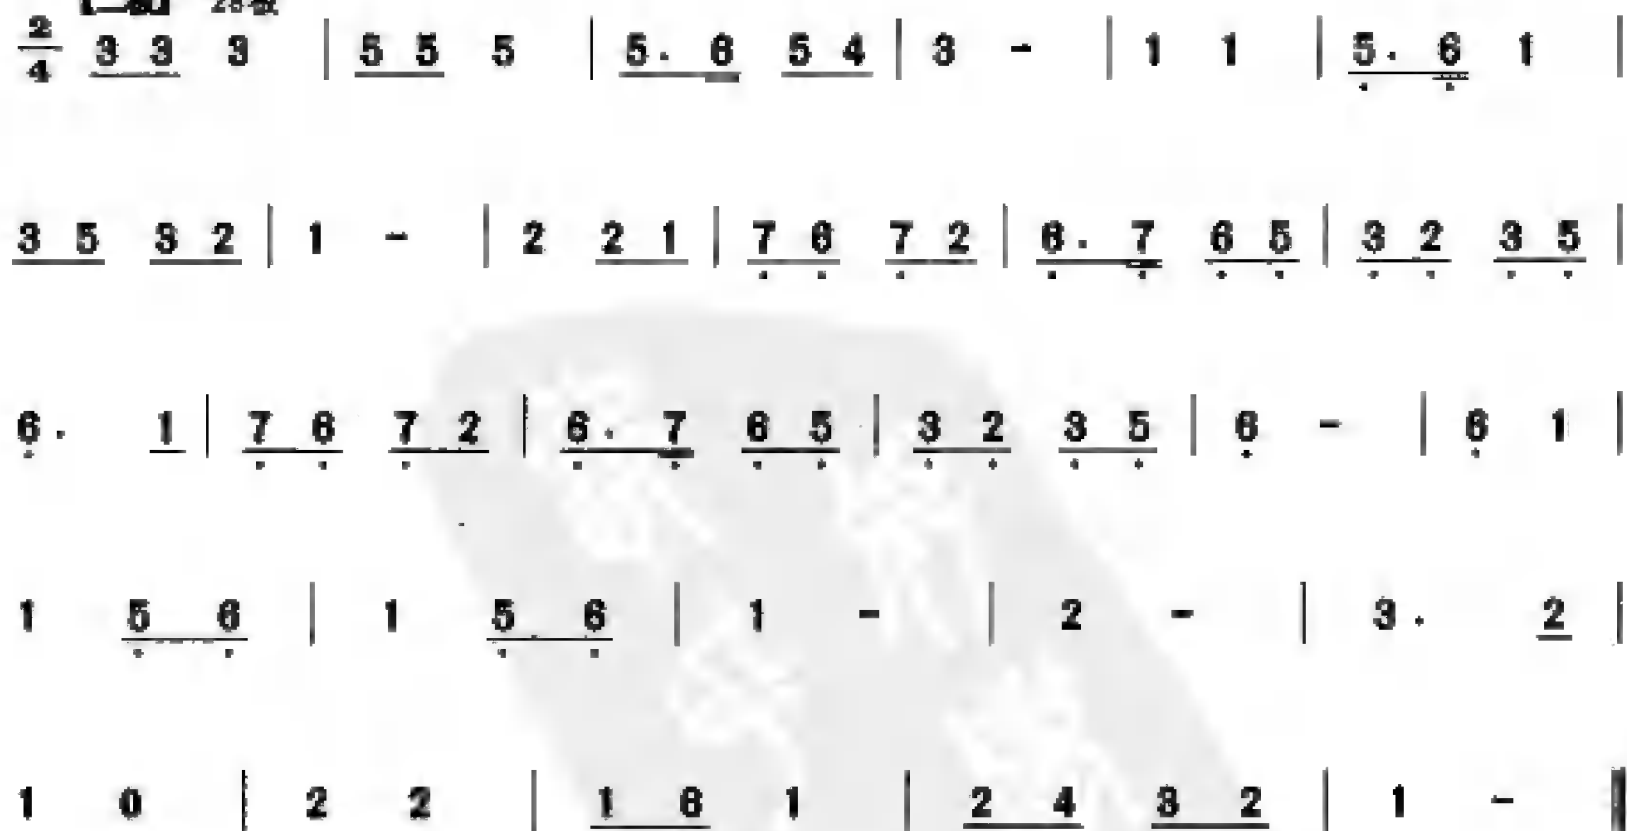 2/4 3 3 3 | 5 5 5 | 5. 6 5 4 | 3 - | 1 1 | 5. 6 1 |
3 5 3 2 | 1 - | 2 2 1 | 7 6 7 2 | 6. 7 6 5 | 3 2 3 5 |
6. 1 | 7 6 7 2 | 6. 7 6 5 | 3 2 3 5 | 6 - | 6 1 |
1 5 6 | 1 5 6 | 1 - | 2 - | 3. 2 |
1 0 | 2 2 | 1 6 1 | 2 4 3 2 | 1 - ‖